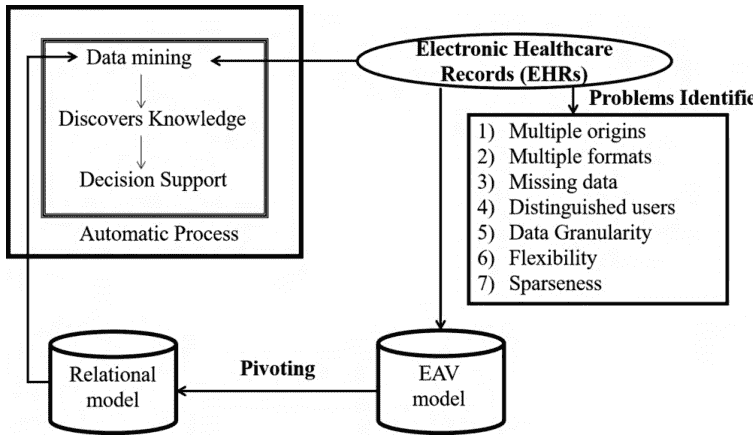 Data mining
Discovers Knowledge
Decision Support
Automatic Process
Electronic Healthcare
Records (EHRs)
Problems Identifie
1) Multiple origins
2) Multiple formats
3) Missing data
4) Distinguished users
5) Data Granularity
6) Flexibility
7) Sparseness
Relational
model
Pivoting
EAV
model